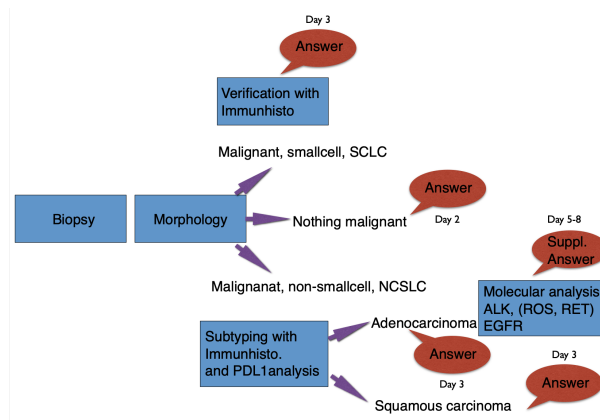 Day 3
Answer
Verification with
Immunhisto
Malignant, smallcell, SCLC
Biopsy
Morphology
Answer
Nothing malignant
Day 2
Day 5-8
Suppl.
Answer
Malignanat, non-smallcell, NCSLC
Molecular analysis
ALK, (ROS, RET)
EGFR
Subtyping with
Immunhisto.
and PDL1analysis
Adenocarcinoma
Answer
Day 3
Day 3
Answer
Squamous carcinoma